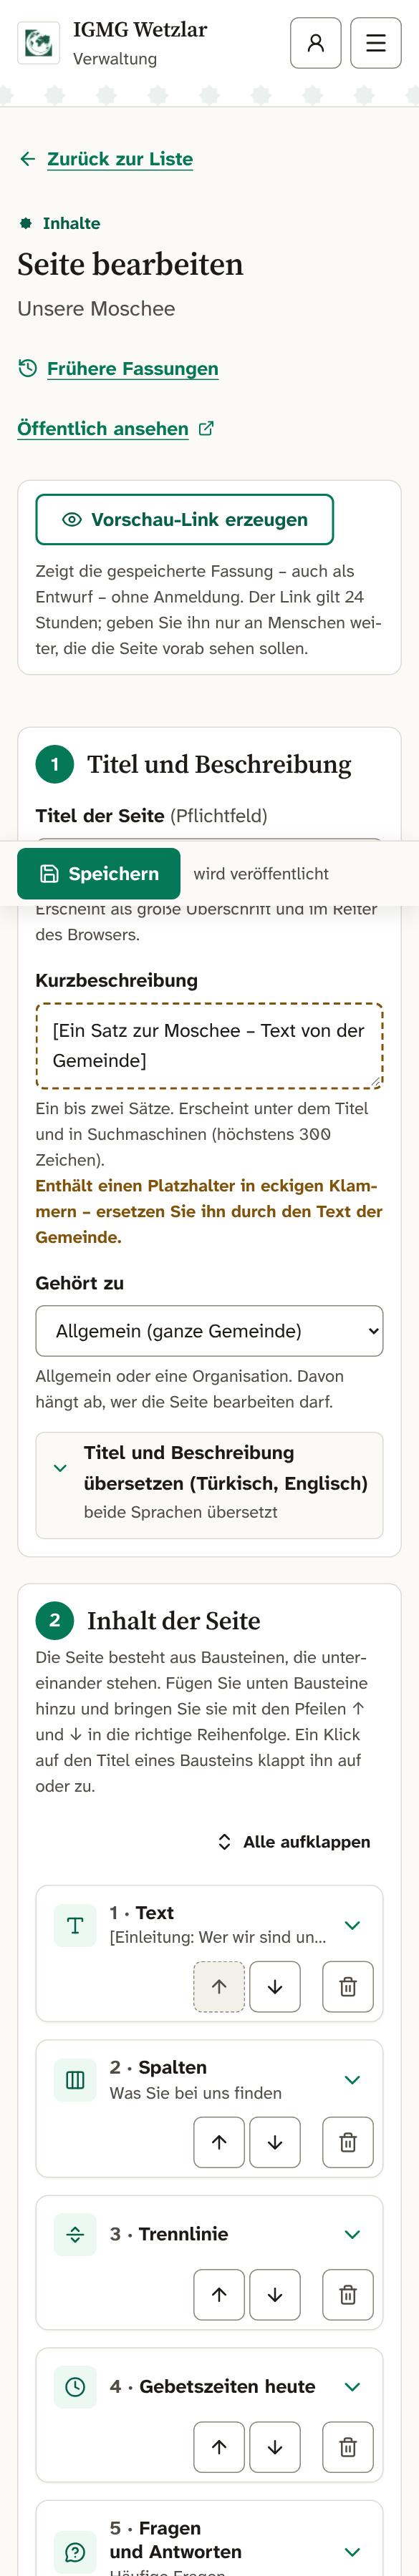 IGMG Wetzlar
Verwaltung
Zurück zur Liste
Inhalte
Seite bearbeiten
Unsere Moschee
Frühere Fassungen
Öffentlich ansehen
Vorschau-Link erzeugen
Zeigt die gespeicherte Fassung – auch als
Entwurf – ohne Anmeldung. Der Link gilt 24
Stunden; geben Sie ihn nur an Menschen wei-
ter, die die Seite vorab sehen sollen.
1 Titel und Beschreibung
Titel der Seite (Pflichtfeld)
Speichern wird veröffentlicht
Erscheint als große Überschrift und im Reiter
des Browsers.
Kurzbeschreibung
[Ein Satz zur Moschee – Text von der
Gemeinde]
Ein bis zwei Sätze. Erscheint unter dem Titel
und in Suchmaschinen (höchstens 300
Zeichen).
Enthält einen Platzhalter in eckigen Klam-
mern – ersetzen Sie ihn durch den Text der
Gemeinde.
Gehört zu
Allgemein (ganze Gemeinde)
Allgemein oder eine Organisation. Davon
hängt ab, wer die Seite bearbeiten darf.
Titel und Beschreibung
übersetzen (Türkisch, Englisch)
beide Sprachen übersetzt
2 Inhalt der Seite
Die Seite besteht aus Bausteinen, die unter-
einander stehen. Fügen Sie unten Bausteine
hinzu und bringen Sie sie mit den Pfeilen ↑
und ↓ in die richtige Reihenfolge. Ein Klick
auf den Titel eines Bausteins klappt ihn auf
oder zu.
Alle aufklappen
1 · Text
[Einleitung: Wer wir sind un...
2 · Spalten
Was Sie bei uns finden
3 · Trennlinie
4 · Gebetszeiten heute
5 · Fragen
und Antworten
Häufige Fragen